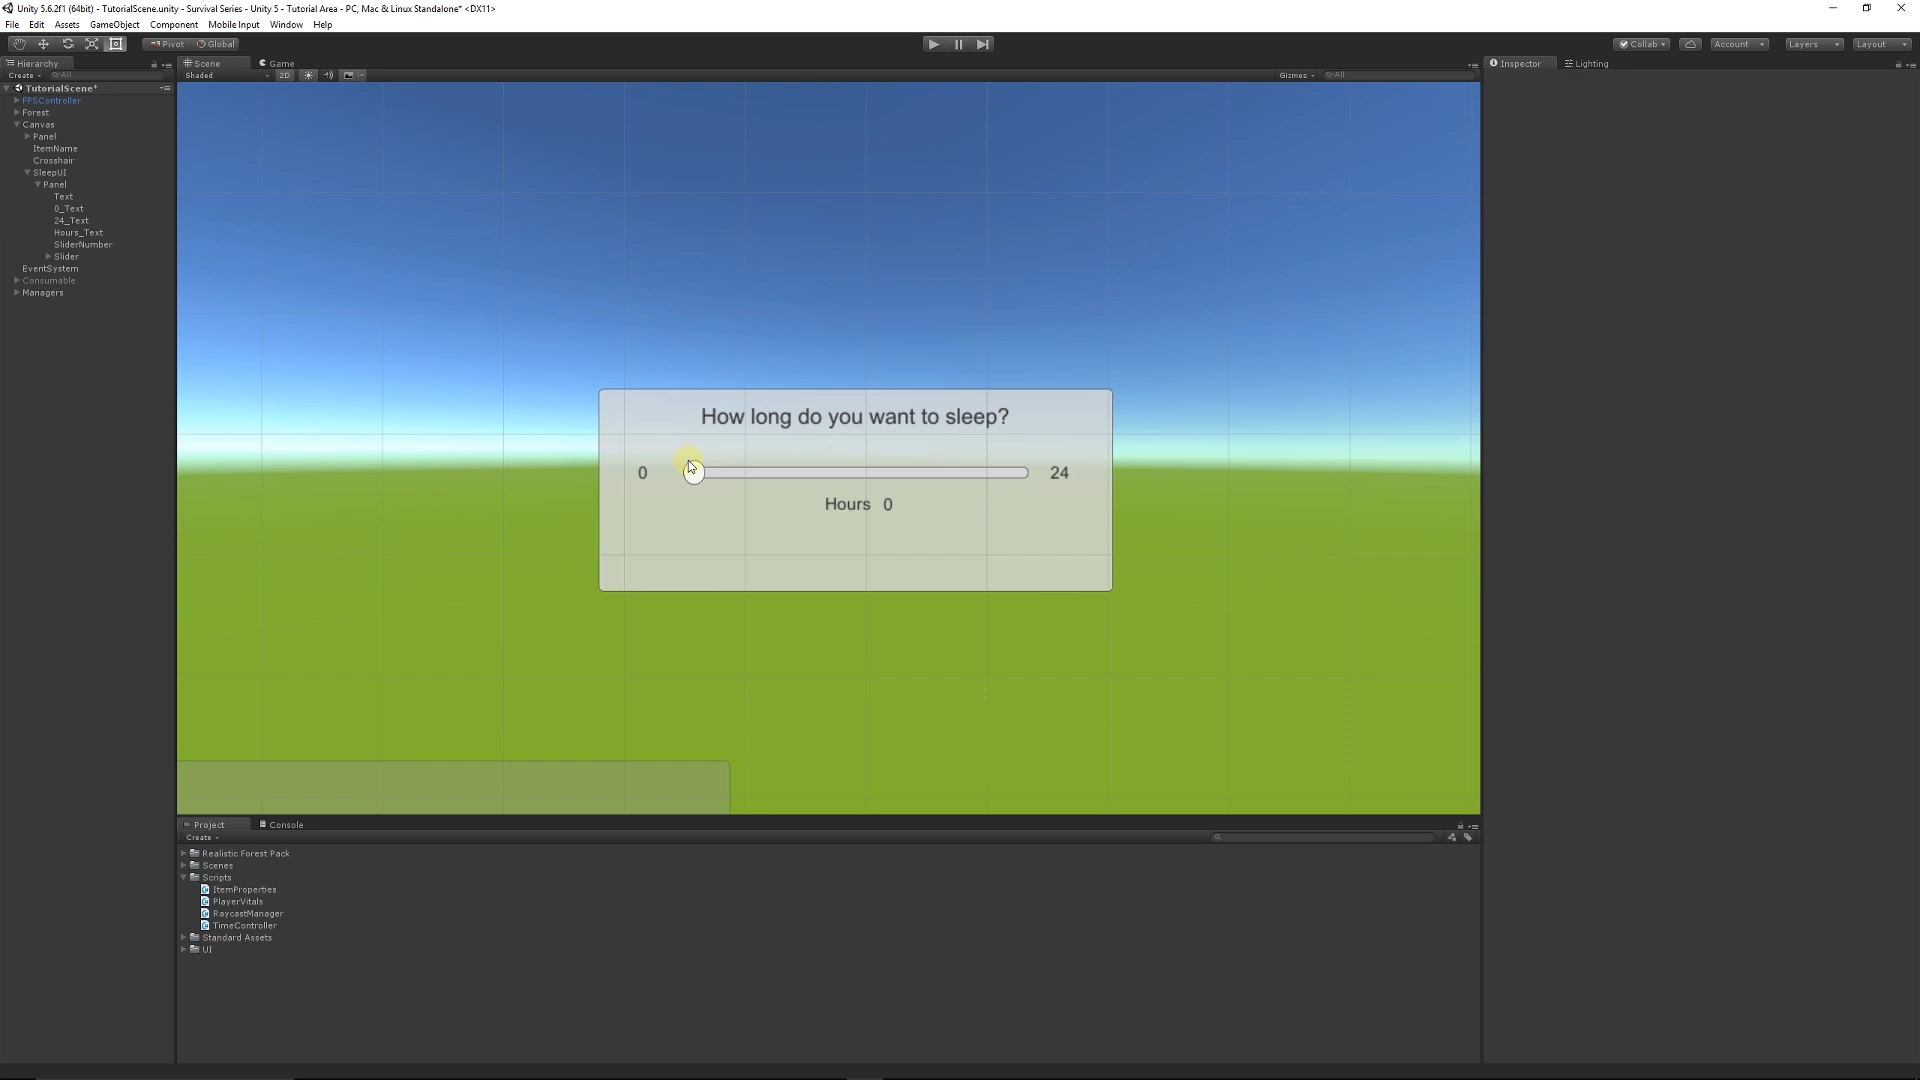 Unity 5.6.2f1 (64bit) - TutorialScene.unity - Survival Series - Unity 5 - Tutorial Area - PC, Mac & Linux Standalone* <DX11>
File Edit Assets GameObject Component Mobile Input Window Help
Pivot Global Collab Account Layers Layout
Hierarchy Scene Game Inspector Lighting
Create All Shaded 2D Gizmos All
TutorialScene*
FPSController
Forest
Canvas
Panel
ItemName
Crosshair
SleepUI
Panel
Text
0_Text
24_Text
Hours_Text
SliderNumber
Slider
EventSystem
Consumable
Managers
How long do you want to sleep?
0 24
Hours 0
Project Console
Create
Realistic Forest Pack
Scenes
Scripts
ItemProperties
PlayerVitals
RaycastManager
TimeController
Standard Assets
UI